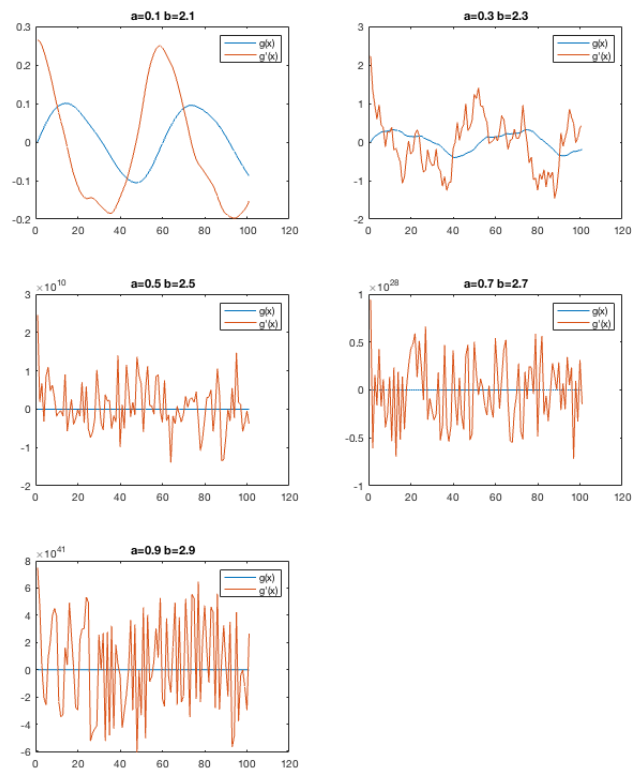 a=0.1 b=2.1
0.3
0.2
0.1
0
-0.1
-0.2
0 20 40 60 80 100 120
g(x)
g'(x)
a=0.3 b=2.3
3
2
1
0
-1
-2
0 20 40 60 80 100 120
g(x)
g'(x)
a=0.5 b=2.5
×10^10
3
2
1
0
-1
-2
0 20 40 60 80 100 120
g(x)
g'(x)
a=0.7 b=2.7
×10^28
1
0.5
0
-0.5
-1
0 20 40 60 80 100 120
g(x)
g'(x)
a=0.9 b=2.9
×10^41
8
6
4
2
0
-2
-4
-6
0 20 40 60 80 100 120
g(x)
g'(x)